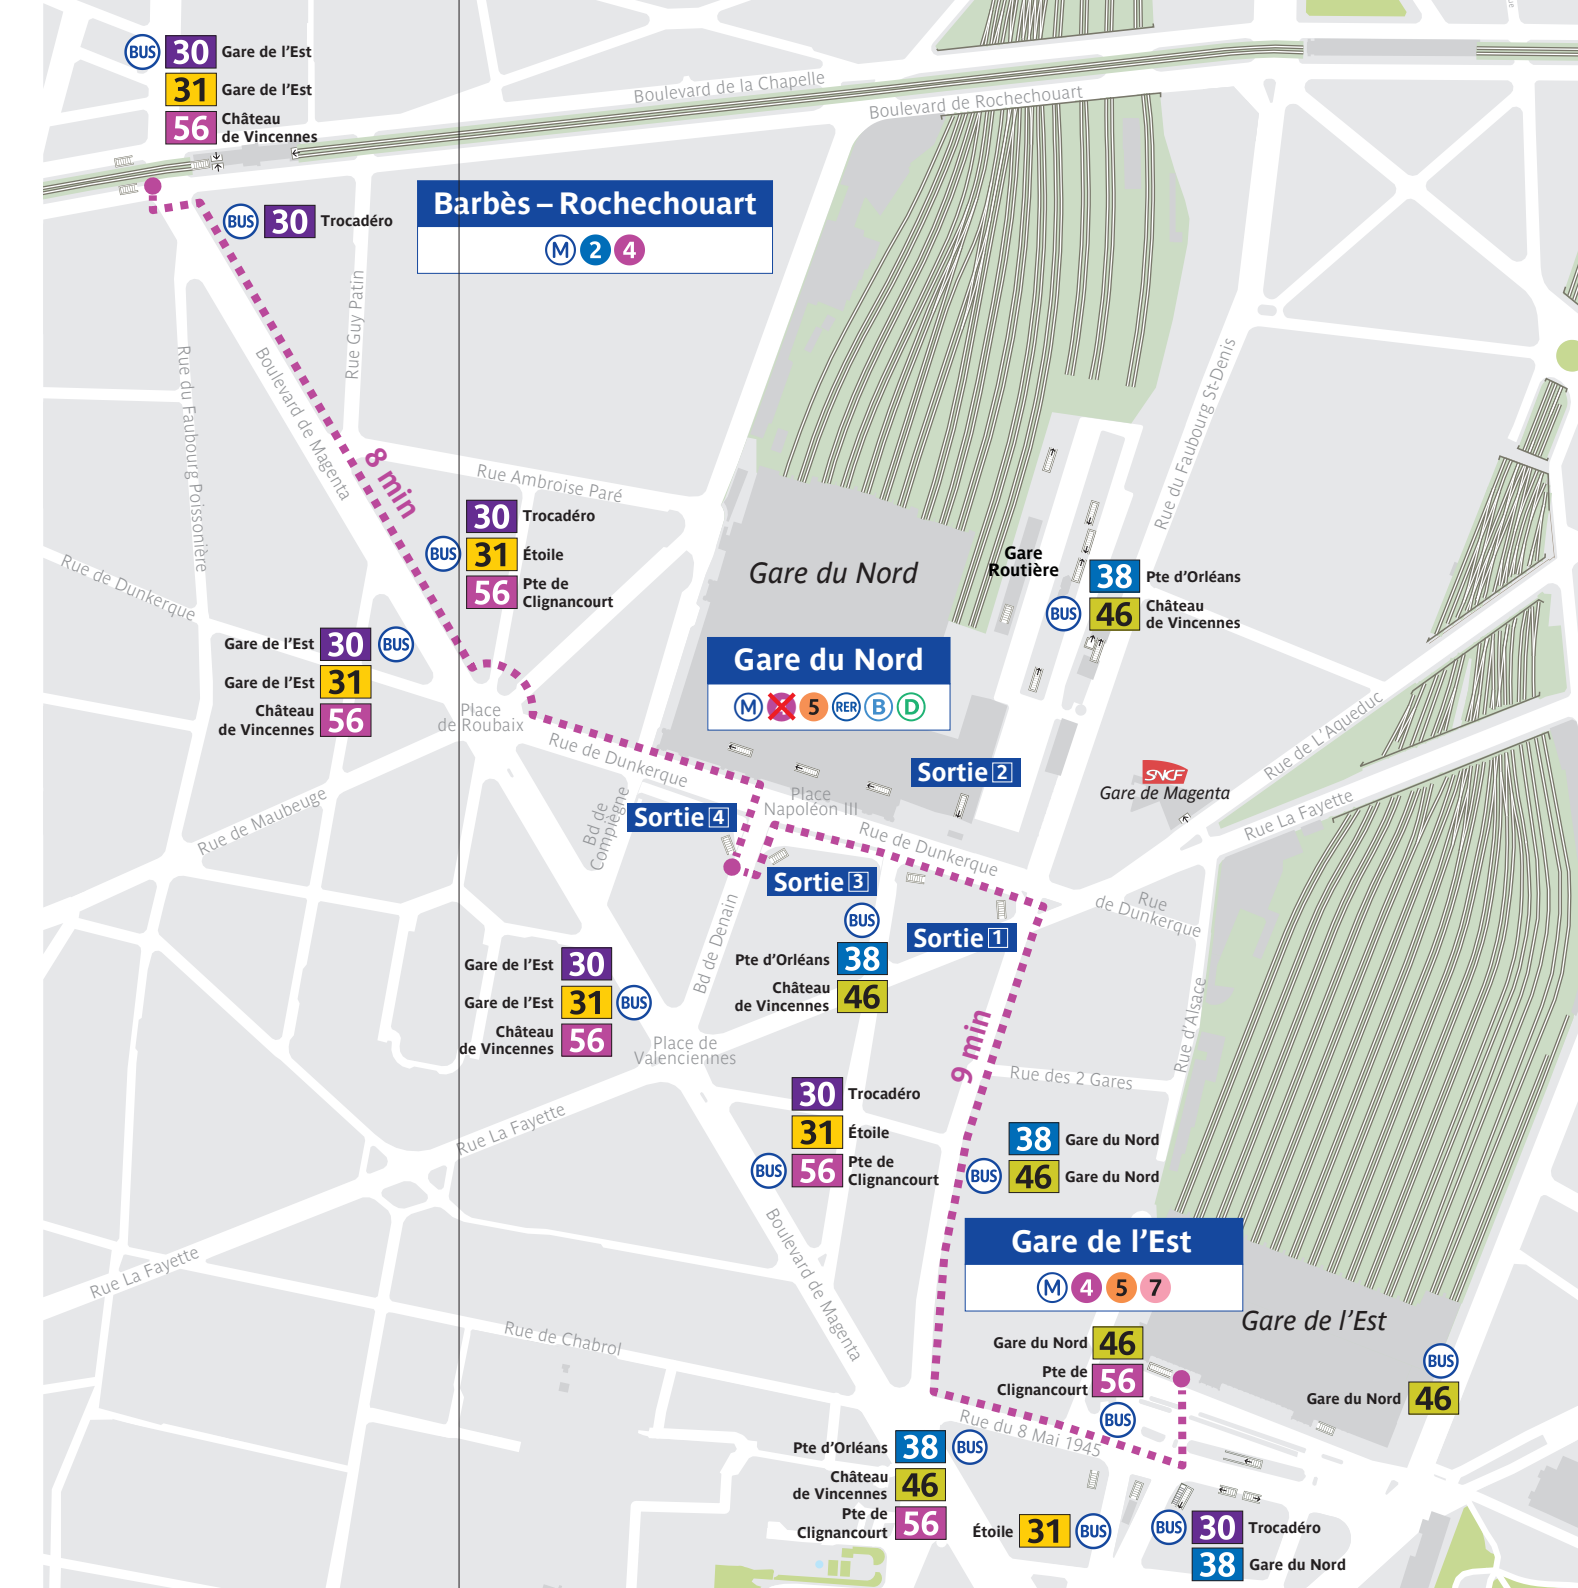 BUS 30 Gare de l'Est
31 Gare de l'Est
56 Château
de Vincennes
Boulevard de la Chapelle
Boulevard de Rochechouart
BUS 30 Trocadéro
Barbès – Rochechouart
M 2 4
Rue Guy Patin
Rue du Faubourg Poissonière
Boulevard de Magenta
8 min
Rue Ambroise Paré
Rue du Faubourg St-Denis
30 Trocadéro
BUS 31 Étoile
56 Pte de
Clignancourt
Rue de Dunkerque
Gare du Nord
Gare
Routière
38 Pte d'Orléans
BUS 46 Château
de Vincennes
Gare de l'Est 30 BUS
Gare de l'Est 31
Château
de Vincennes 56
Gare du Nord
M 5 RER B D
Place
de Roubaix
Rue de Dunkerque
Rue de Maubeuge
Bd de
Compiègne
Sortie 4
Place
Napoléon III
Sortie 2
SNCF
Gare de Magenta
Rue de L'Aqueduc
Rue La Fayette
Rue de Dunkerque
Sortie 3
Rue
de Dunkerque
Bd de Denain
BUS
Pte d'Orléans 38
Château
de Vincennes 46
Sortie 1
Gare de l'Est 30
Gare de l'Est 31 BUS
Château
de Vincennes 56
Place de
Valenciennes
9 min
Rue d'Alsace
Rue des 2 Gares
30 Trocadéro
31 Étoile
BUS 56 Pte de
Clignancourt
38 Gare du Nord
BUS 46 Gare du Nord
Rue La Fayette
Rue La Fayette
Boulevard de Magenta
Gare de l'Est
M 4 5 7
Gare de l'Est
Rue de Chabrol
Gare du Nord 46
Pte de
Clignancourt 56
BUS
BUS
Gare du Nord 46
Rue du 8 Mai 1945
Pte d'Orléans 38 BUS
Château
de Vincennes 46
Pte de
Clignancourt 56
Étoile 31 BUS
BUS 30 Trocadéro
38 Gare du Nord